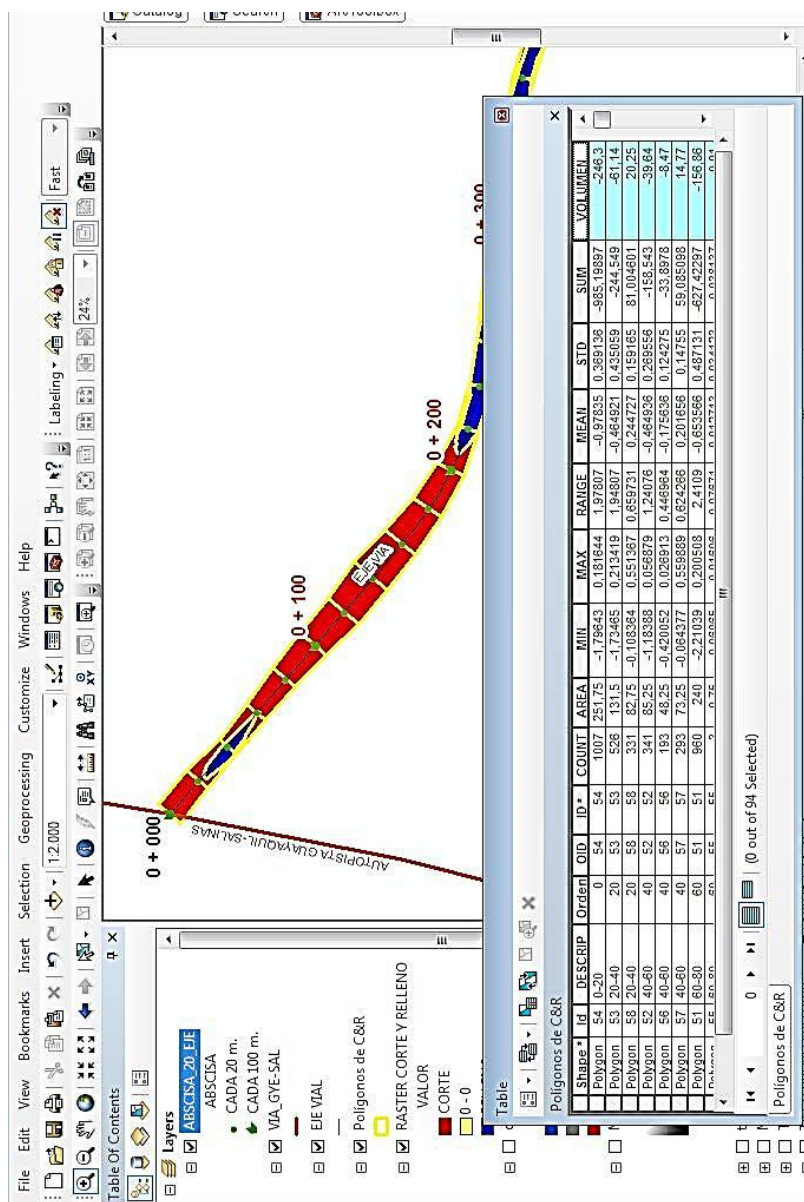 File Edit View Bookmarks Insert Selection Geoprocessing Customize Windows Help
1:2.000
Labeling
Fast
24%
Catalog
Search
ArcToolbox
Table Of Contents
Layers
ABSCISA_20_EJE
ABSCISA
CADA 20 m.
CADA 100 m.
VIA_GYE-SAL
EJE VIAL
Polígonos de C&R
RASTER CORTE Y RELLENO
VALOR
CORTE
0 - 0
0 + 000
0 + 100
0 + 200
0 + 300
EJE VIA
AUTOPISTA GUAYAQUIL-SALINAS
Table
Polígonos de C&R
Shape * Id DESCRIP Orden OID ID * COUNT AREA MIN MAX RANGE MEAN STD SUM VOLUMEN
Polygon 54 0-20 0 54 54 1007 251,75 -1,79643 0,181644 1,97807 -0,97835 0,369136 -985,19897 -246,3
Polygon 53 20-40 20 53 53 526 131,5 -1,73465 0,213419 1,94807 -0,464921 0,435059 -244,549 -61,14
Polygon 58 20-40 20 58 58 331 82,75 -0,108364 0,551367 0,659731 0,244727 0,159165 81,004601 20,25
Polygon 52 40-60 40 52 52 341 85,25 -1,18388 0,056879 1,24076 -0,464936 0,269556 -158,543 -39,64
Polygon 56 40-60 40 56 56 193 48,25 -0,420052 0,026913 0,446964 -0,175636 0,124275 -33,8978 -8,47
Polygon 57 40-60 40 57 57 293 73,25 -0,064377 0,559889 0,624266 0,201656 0,14755 59,085098 14,77
Polygon 51 60-80 60 51 51 960 240 -2,21039 0,200508 2,4109 -0,653566 0,487131 -627,42297 -156,86
0
(0 out of 94 Selected)
Polígonos de C&R